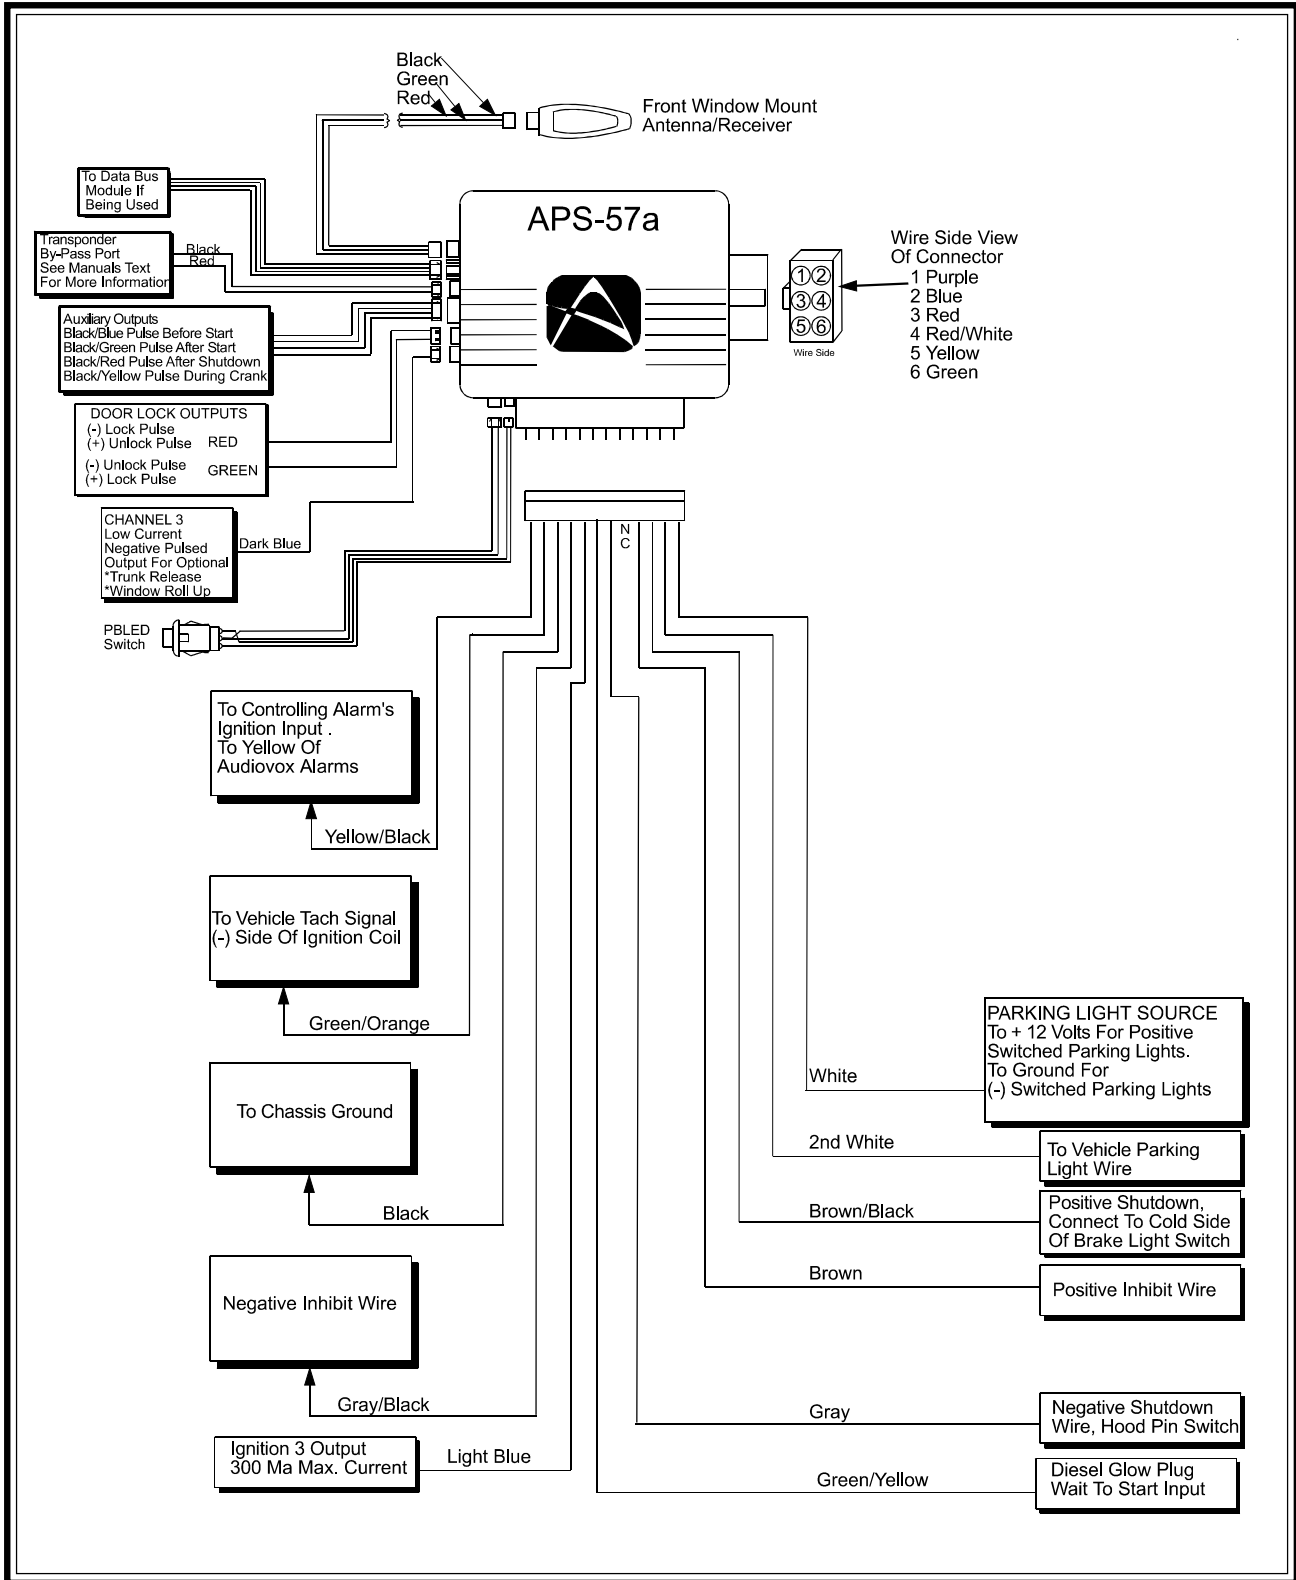 Black
Green
Red
Front Window Mount
Antenna/Receiver
To Data Bus
Module If
Being Used
APS-57a
Transponder
By-Pass Port
See Manuals Text
For More Information
Black
Red
Wire Side View
Of Connector
1 Purple
2 Blue
3 Red
4 Red/White
5 Yellow
6 Green
1 2
3 4
5 6
Wire Side
Auxiliary Outputs
Black/Blue Pulse Before Start
Black/Green Pulse After Start
Black/Red Pulse After Shutdown
Black/Yellow Pulse During Crank
DOOR LOCK OUTPUTS
(-) Lock Pulse
(+) Unlock Pulse
RED
(-) Unlock Pulse
(+) Lock Pulse
GREEN
CHANNEL 3
Low Current
Negative Pulsed
Output For Optional
*Trunk Release
*Window Roll Up
Dark Blue
N
C
PBLED
Switch
To Controlling Alarm's
Ignition Input .
To Yellow Of
Audiovox Alarms
Yellow/Black
To Vehicle Tach Signal
(-) Side Of Ignition Coil
Green/Orange
To Chassis Ground
Black
Negative Inhibit Wire
Gray/Black
Ignition 3 Output
300 Ma Max. Current
Light Blue
White
PARKING LIGHT SOURCE
To + 12 Volts For Positive
Switched Parking Lights.
To Ground For
(-) Switched Parking Lights
2nd White
To Vehicle Parking
Light Wire
Brown/Black
Positive Shutdown,
Connect To Cold Side
Of Brake Light Switch
Brown
Positive Inhibit Wire
Gray
Negative Shutdown
Wire, Hood Pin Switch
Green/Yellow
Diesel Glow Plug
Wait To Start Input